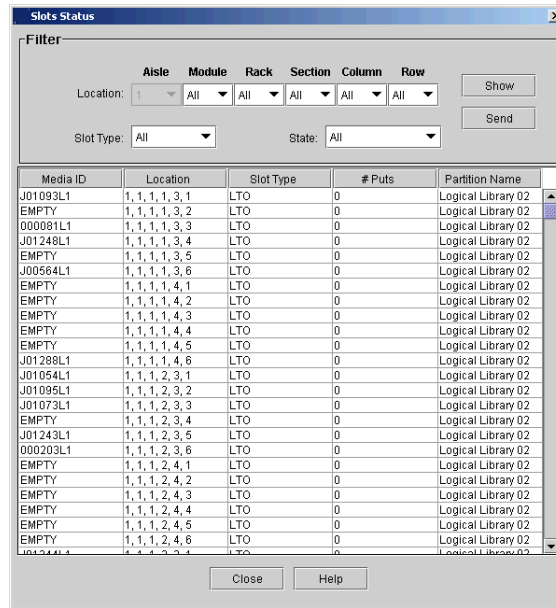 Slots Status
Filter
Aisle Module Rack Section Column Row
Location: 1 All All All All All
Show
Send
Slot Type: All State: All
Media ID Location Slot Type # Puts Partition Name
J01093L1 1, 1, 1, 1, 3, 1 LTO 0 Logical Library 02
EMPTY 1, 1, 1, 1, 3, 2 LTO 0 Logical Library 02
000081L1 1, 1, 1, 1, 3, 3 LTO 0 Logical Library 02
J01248L1 1, 1, 1, 1, 3, 4 LTO 0 Logical Library 02
EMPTY 1, 1, 1, 1, 3, 5 LTO 0 Logical Library 02
J00564L1 1, 1, 1, 1, 3, 6 LTO 0 Logical Library 02
EMPTY 1, 1, 1, 1, 4, 1 LTO 0 Logical Library 02
EMPTY 1, 1, 1, 1, 4, 2 LTO 0 Logical Library 02
EMPTY 1, 1, 1, 1, 4, 3 LTO 0 Logical Library 02
EMPTY 1, 1, 1, 1, 4, 4 LTO 0 Logical Library 02
EMPTY 1, 1, 1, 1, 4, 5 LTO 0 Logical Library 02
J01288L1 1, 1, 1, 1, 4, 6 LTO 0 Logical Library 02
J01054L1 1, 1, 1, 2, 3, 1 LTO 0 Logical Library 02
J01095L1 1, 1, 1, 2, 3, 2 LTO 0 Logical Library 02
J01073L1 1, 1, 1, 2, 3, 3 LTO 0 Logical Library 02
EMPTY 1, 1, 1, 2, 3, 4 LTO 0 Logical Library 02
J01243L1 1, 1, 1, 2, 3, 5 LTO 0 Logical Library 02
000203L1 1, 1, 1, 2, 3, 6 LTO 0 Logical Library 02
EMPTY 1, 1, 1, 2, 4, 1 LTO 0 Logical Library 02
EMPTY 1, 1, 1, 2, 4, 2 LTO 0 Logical Library 02
EMPTY 1, 1, 1, 2, 4, 3 LTO 0 Logical Library 02
EMPTY 1, 1, 1, 2, 4, 4 LTO 0 Logical Library 02
EMPTY 1, 1, 1, 2, 4, 5 LTO 0 Logical Library 02
EMPTY 1, 1, 1, 2, 4, 6 LTO 0 Logical Library 02
LTO 0 Logical Library 02
Close Help